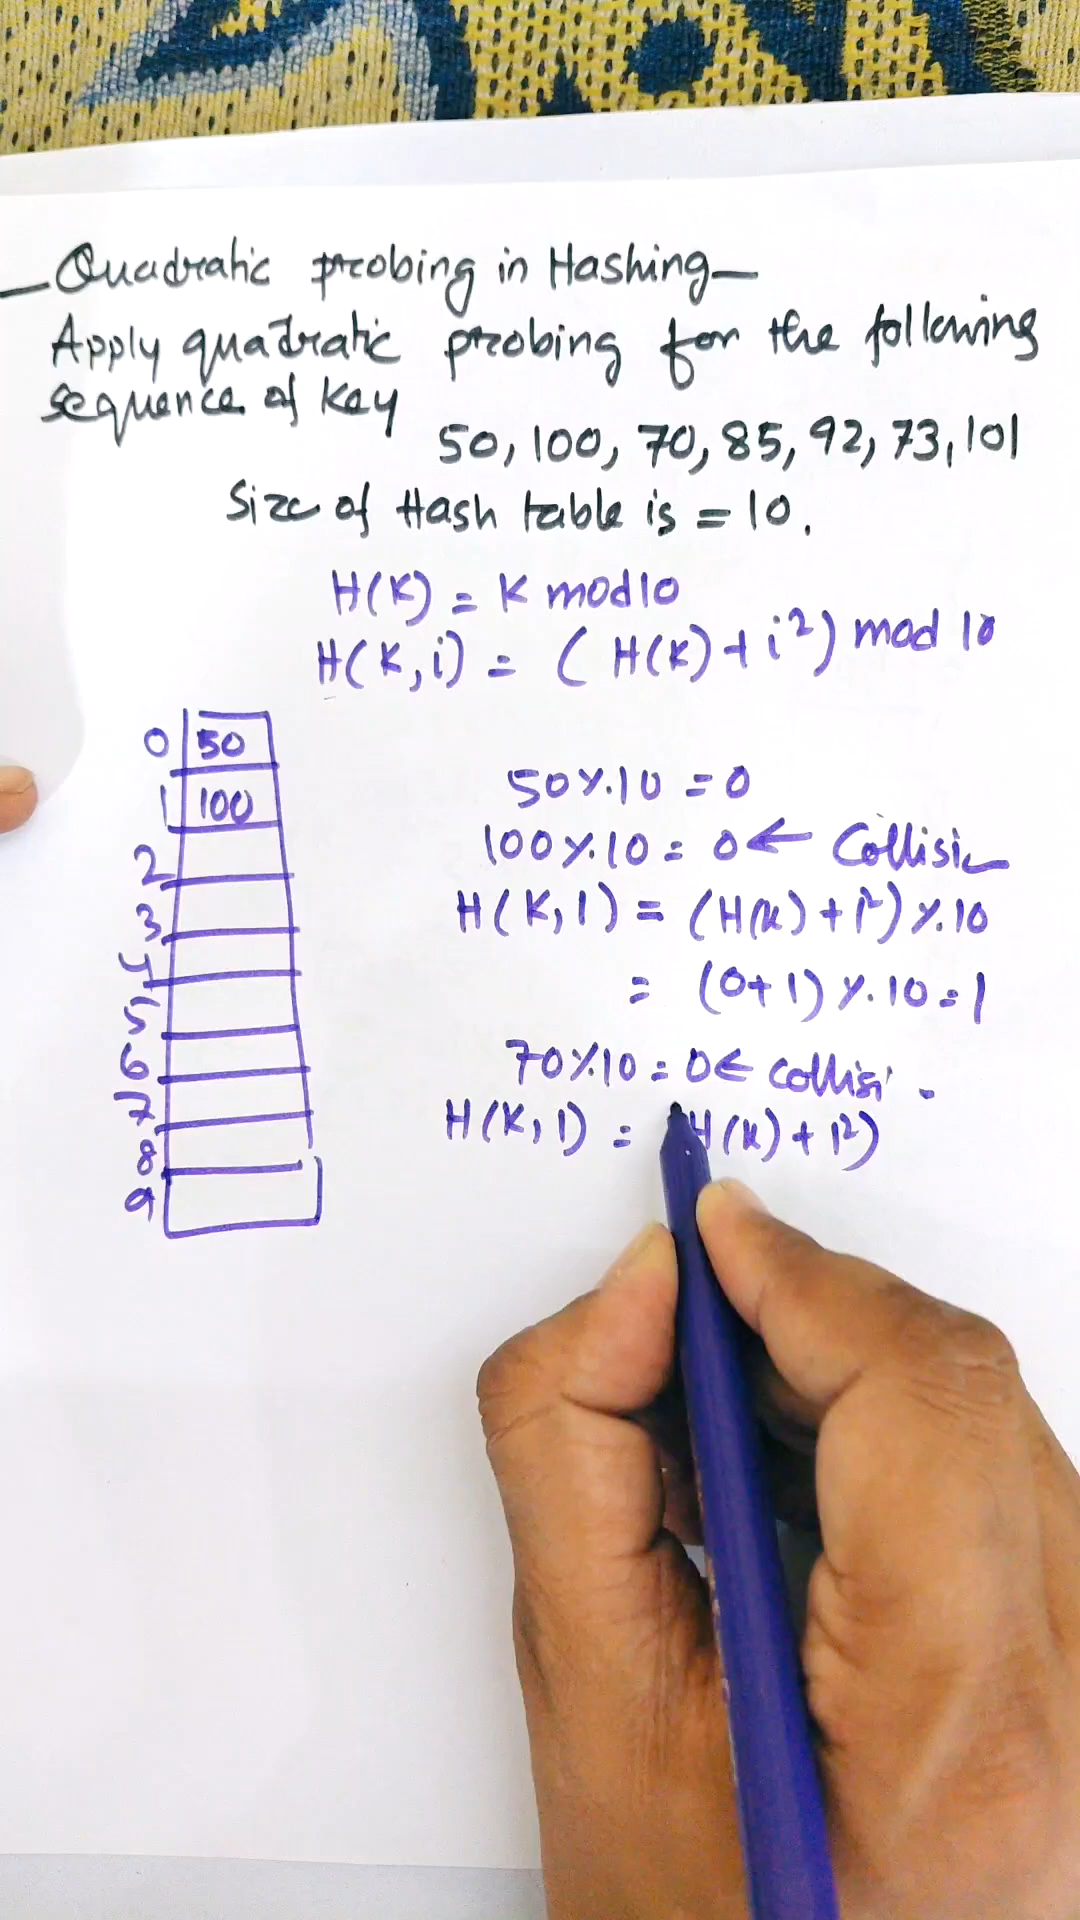 Quadratic probing in Hashing
Apply quadratic probing for the following
sequence of key
50, 100, 70, 85, 92, 73, 101
Size of Hash table is = 10.
H(K) = K mod 10
H(K, i) = ( H(K) + i²) mod 10
0 50
1 100
2
3
4
5
6
7
8
9
50 % 10 = 0
100 % 10 = 0 ← Collisin
H(K, 1) = (H(K) + 1²) % 10
= (0 + 1) % 10 = 1
70 % 10 = 0 ← Collisi
H(K, 1) = H(K) + 1²)